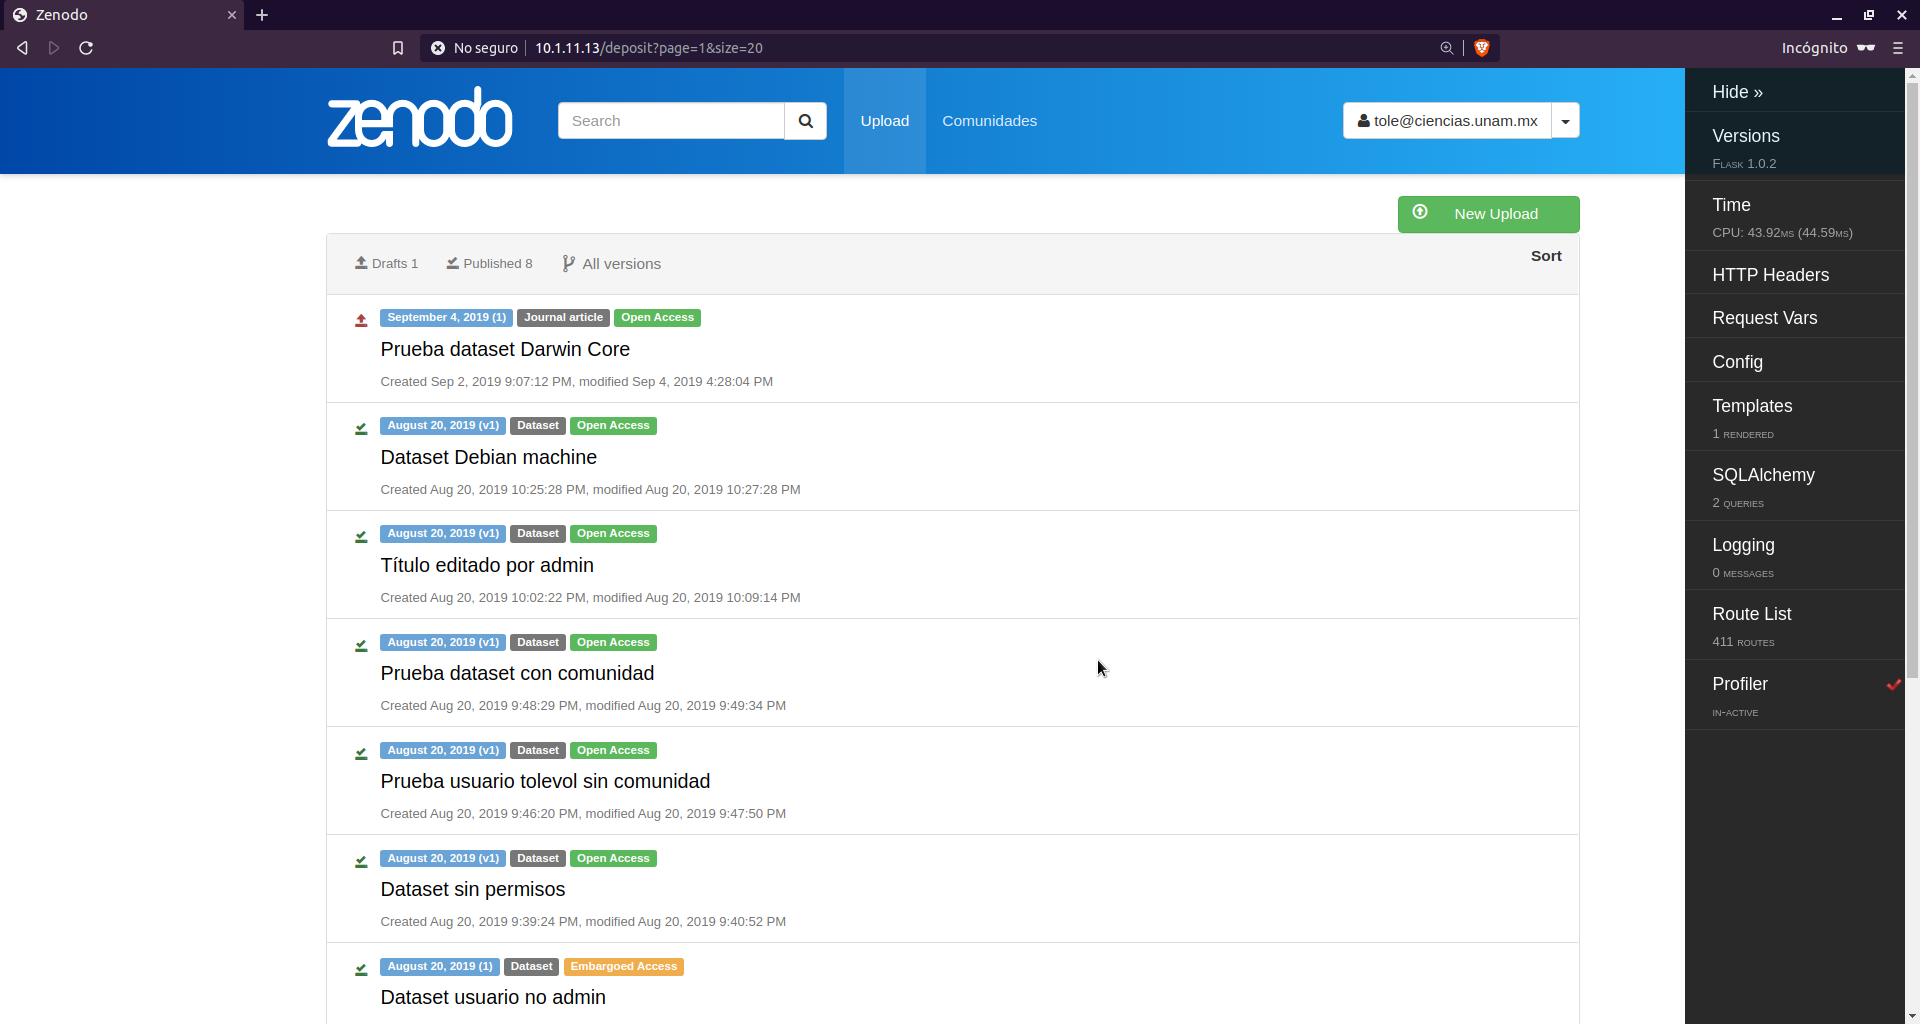 Zenodo
No seguro
10.1.11.13/deposit?page=1&size=20
Incógnito
zenodo
Search
Upload
Comunidades
tole@ciencias.unam.mx
New Upload
Drafts 1
Published 8
All versions
Sort
September 4, 2019 (1) Journal article Open Access
Prueba dataset Darwin Core
Created Sep 2, 2019 9:07:12 PM, modified Sep 4, 2019 4:28:04 PM
August 20, 2019 (v1) Dataset Open Access
Dataset Debian machine
Created Aug 20, 2019 10:25:28 PM, modified Aug 20, 2019 10:27:28 PM
August 20, 2019 (v1) Dataset Open Access
Título editado por admin
Created Aug 20, 2019 10:02:22 PM, modified Aug 20, 2019 10:09:14 PM
August 20, 2019 (v1) Dataset Open Access
Prueba dataset con comunidad
Created Aug 20, 2019 9:48:29 PM, modified Aug 20, 2019 9:49:34 PM
August 20, 2019 (v1) Dataset Open Access
Prueba usuario tolevol sin comunidad
Created Aug 20, 2019 9:46:20 PM, modified Aug 20, 2019 9:47:50 PM
August 20, 2019 (v1) Dataset Open Access
Dataset sin permisos
Created Aug 20, 2019 9:39:24 PM, modified Aug 20, 2019 9:40:52 PM
August 20, 2019 (1) Dataset Embargoed Access
Dataset usuario no admin
Hide »
Versions
Flask 1.0.2
Time
CPU: 43.92ms (44.59ms)
HTTP Headers
Request Vars
Config
Templates
1 rendered
SQLAlchemy
2 queries
Logging
0 messages
Route List
411 routes
Profiler
in-active